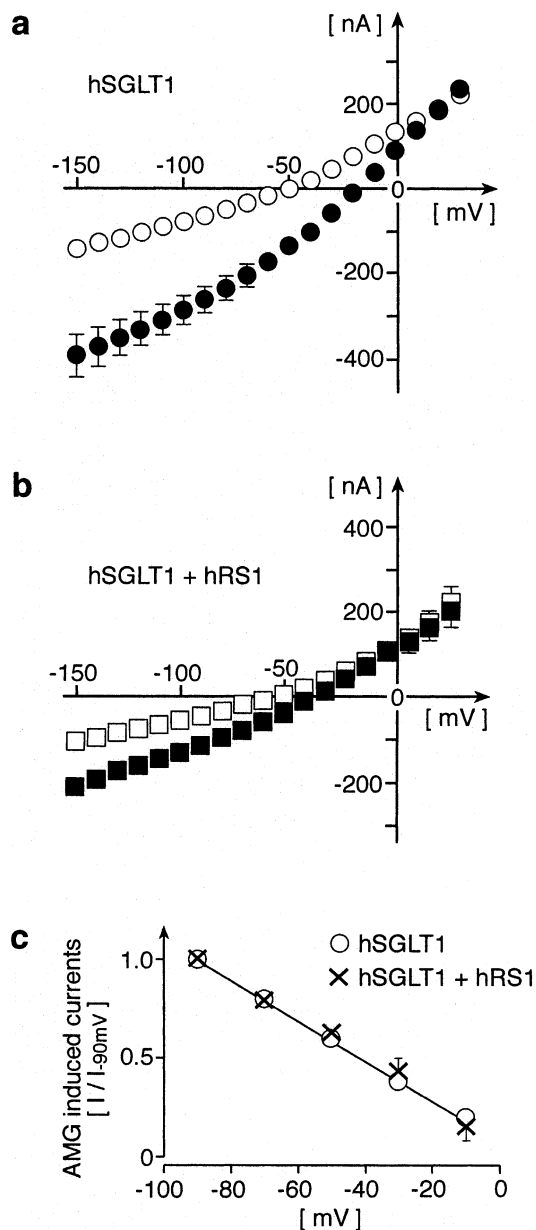 a
[ nA ]
hSGLT1
200
-150 -100 -50
0
[ mV ]
-200
-400
b
[ nA ]
400
hSGLT1 + hRS1
200
-150 -100 -50
0
[ mV ]
-200
c
AMG induced currents
[ I / I-90mV ]
hSGLT1
hSGLT1 + hRS1
1.0
0.5
0
-100 -80 -60 -40 -20 0
[ mV ]